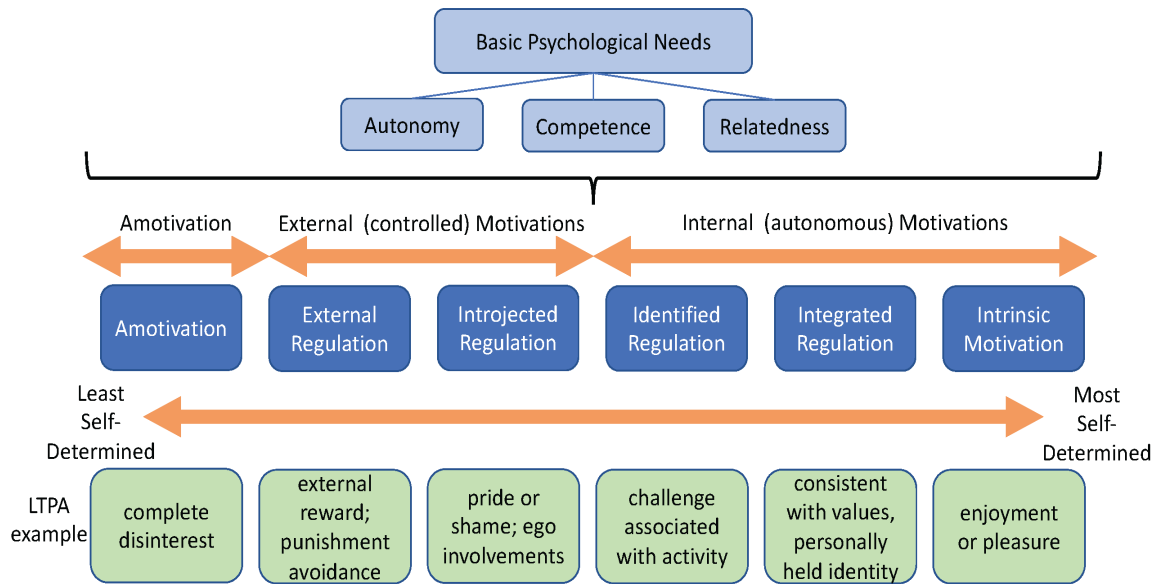 Basic Psychological Needs
Autonomy
Competence
Relatedness
Amotivation
External (controlled) Motivations
Internal (autonomous) Motivations
Amotivation
External
Regulation
Introjected
Regulation
Identified
Regulation
Integrated
Regulation
Intrinsic
Motivation
Least
Self-
Determined
Most
Self-
Determined
LTPA
example
complete
disinterest
external
reward;
punishment
avoidance
pride or
shame; ego
involvements
challenge
associated
with activity
consistent
with values,
personally
held identity
enjoyment
or pleasure